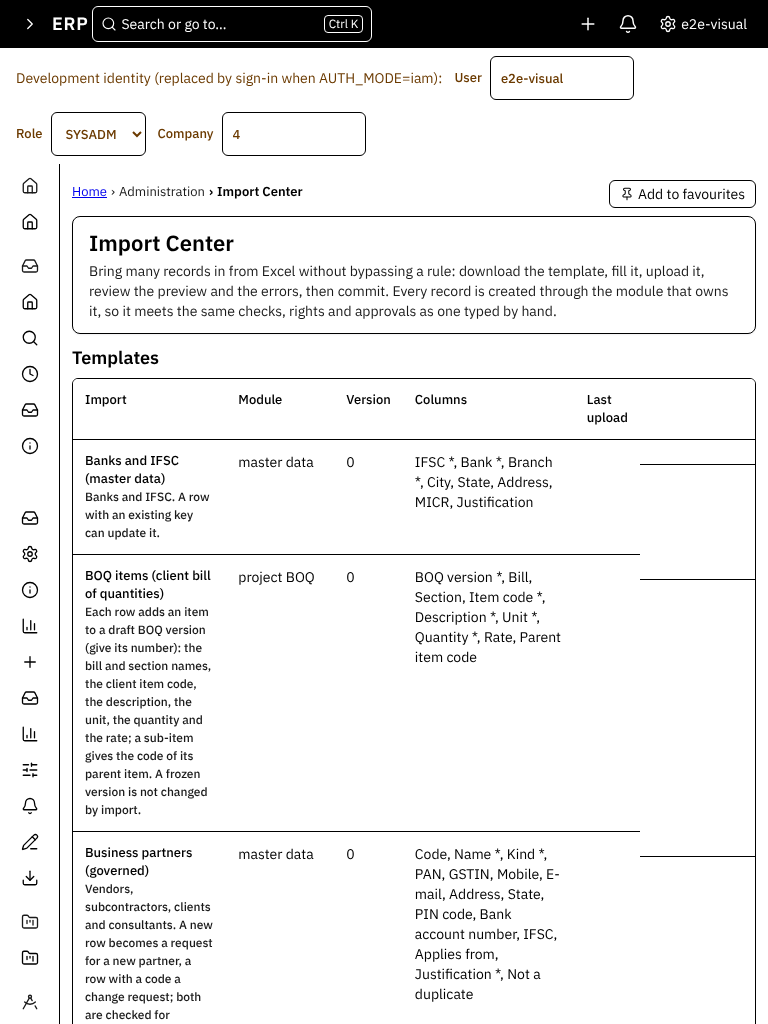 ERP Search or go to... Ctrl K e2e-visual
Development identity (replaced by sign-in when AUTH_MODE=iam): User e2e-visual
Role SYSADM Company 4
Home › Administration › Import Center
Add to favourites
Import Center
Bring many records in from Excel without bypassing a rule: download the template, fill it, upload it,
review the preview and the errors, then commit. Every record is created through the module that owns
it, so it meets the same checks, rights and approvals as one typed by hand.
Templates
Import Module Version Columns Last
upload
Banks and IFSC
(master data)
Banks and IFSC. A row
with an existing key
can update it.
master data
0
IFSC *, Bank *, Branch
*, City, State, Address,
MICR, Justification
BOQ items (client bill
of quantities)
Each row adds an item
to a draft BOQ version
(give its number): the
bill and section names,
the client item code,
the description, the
unit, the quantity and
the rate; a sub-item
gives the code of its
parent item. A frozen
version is not changed
by import.
project BOQ
0
BOQ version *, Bill,
Section, Item code *,
Description *, Unit *,
Quantity *, Rate, Parent
item code
Business partners
(governed)
Vendors,
subcontractors, clients
and consultants. A new
row becomes a request
for a new partner, a
row with a code a
change request; both
are checked for
master data
0
Code, Name *, Kind *,
PAN, GSTIN, Mobile, E-
mail, Address, State,
PIN code, Bank
account number, IFSC,
Applies from,
Justification *, Not a
duplicate